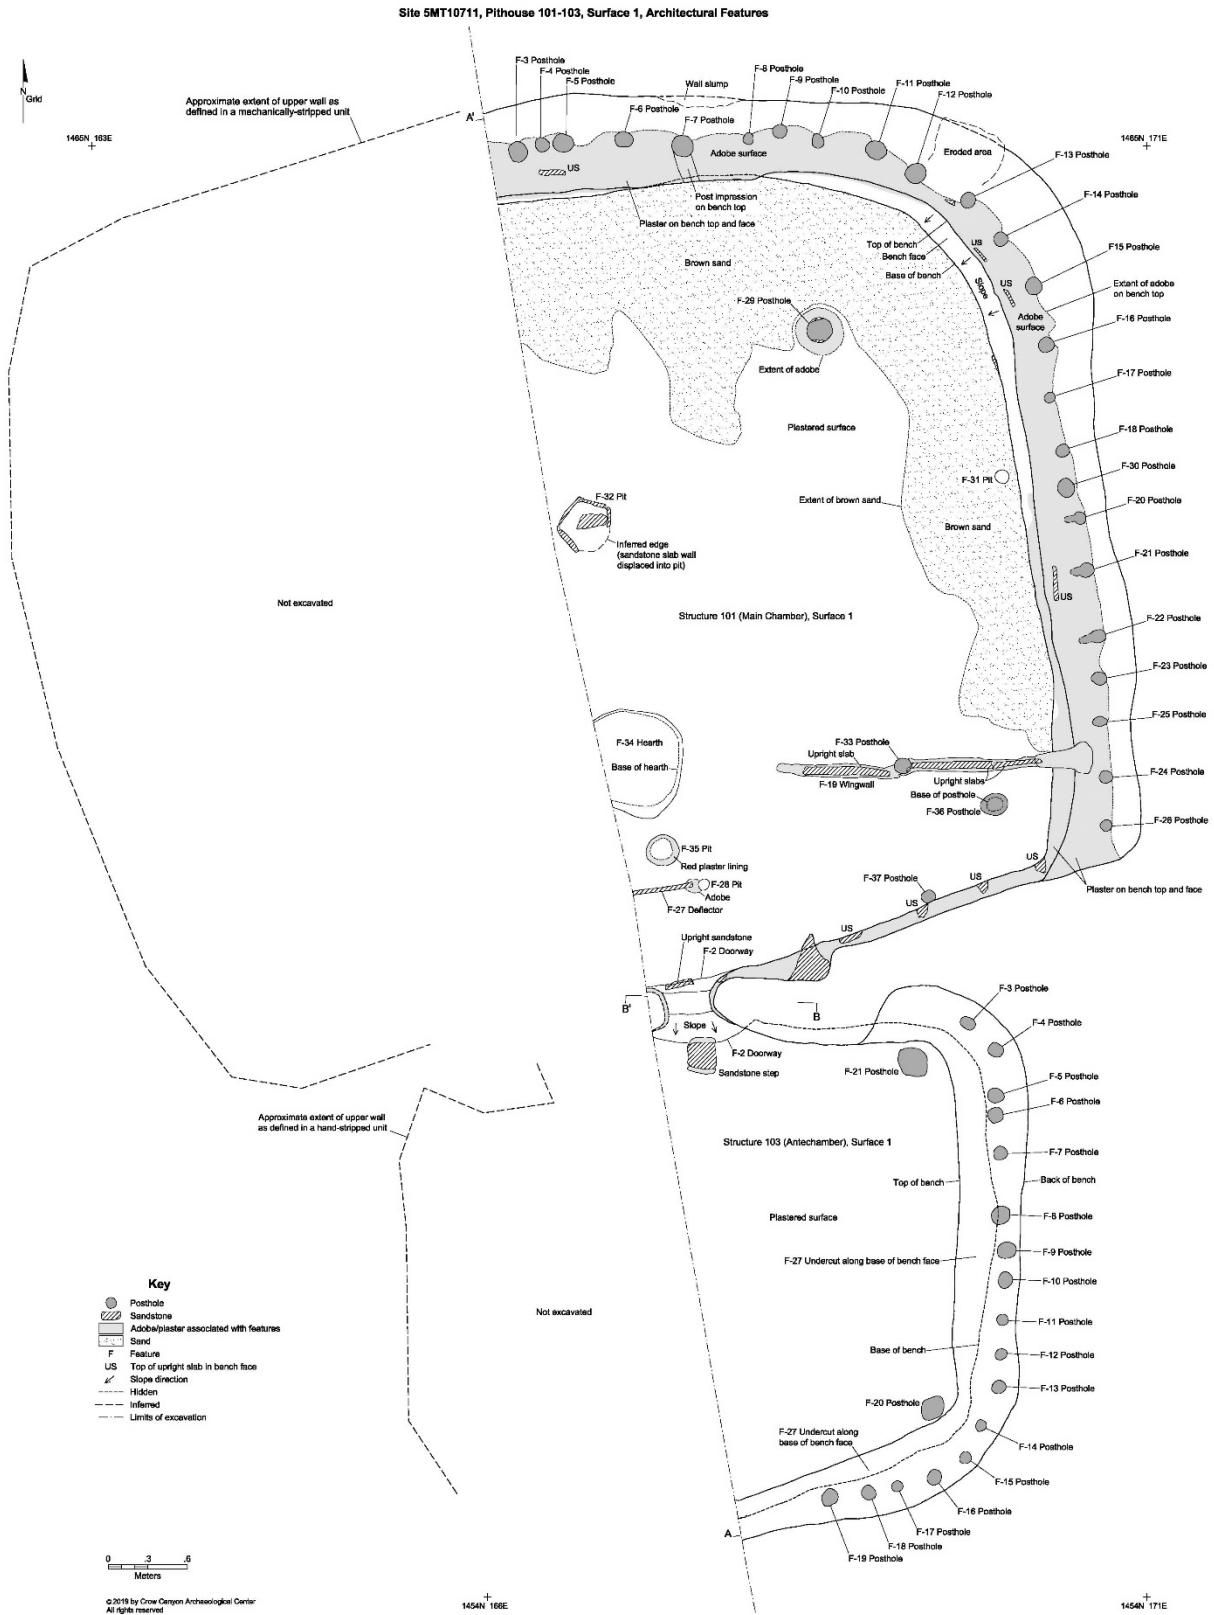 Site 5MT10711, Pithouse 101-103, Surface 1, Architectural Features
N
Grid
Approximate extent of upper wall as
defined in a mechanically-stripped unit
1465N 163E
A'
F-3 Posthole
F-4 Posthole
F-5 Posthole
F-6 Posthole
F-7 Posthole
Wall slump
F-8 Posthole
F-9 Posthole
F-10 Posthole
F-11 Posthole
F-12 Posthole
1465N 171E
Eroded area
F-13 Posthole
F-14 Posthole
F15 Posthole
Extent of adobe
on bench top
F-16 Posthole
F-17 Posthole
F-18 Posthole
F-30 Posthole
F-20 Posthole
F-21 Posthole
F-22 Posthole
F-23 Posthole
F-25 Posthole
F-24 Posthole
F-26 Posthole
US
Adobe surface
Post impression
on bench top
Plaster on bench top and face
Top of bench
Bench face
Base of bench
US
Slope
US
Adobe
surface
Brown sand
F-29 Posthole
Extent of adobe
Plastered surface
F-31 Pit
Extent of brown sand
Brown sand
F-32 Pit
Inferred edge
(sandstone slab wall
displaced into pit)
US
Not excavated
Structure 101 (Main Chamber), Surface 1
F-34 Hearth
Base of hearth
F-33 Posthole
Upright slab
F-19 Wingwall
Upright slabs
Base of posthole
F-36 Posthole
F-35 Pit
Red plaster lining
F-28 Pit
Adobe
F-27 Deflector
F-37 Posthole
US
US
US
US
Plaster on bench top and face
Upright sandstone
F-2 Doorway
B'
B
Slope
F-2 Doorway
Sandstone step
F-3 Posthole
F-4 Posthole
F-21 Posthole
F-5 Posthole
F-6 Posthole
F-7 Posthole
Approximate extent of upper wall
as defined in a hand-stripped unit
Structure 103 (Antechamber), Surface 1
Top of bench
Back of bench
Plastered surface
F-8 Posthole
F-9 Posthole
F-27 Undercut along base of bench face
F-10 Posthole
F-11 Posthole
Base of bench
F-12 Posthole
F-13 Posthole
F-20 Posthole
F-27 Undercut along
base of bench face
F-14 Posthole
F-15 Posthole
F-16 Posthole
F-17 Posthole
F-18 Posthole
F-19 Posthole
A
Not excavated
Key
Posthole
Sandstone
Adobe/plaster associated with features
Sand
F Feature
US Top of upright slab in bench face
Slope direction
Hidden
Inferred
Limits of excavation
0 .3 .6
Meters
©2019 by Crow Canyon Archaeological Center
All rights reserved
1454N 166E
1454N 171E